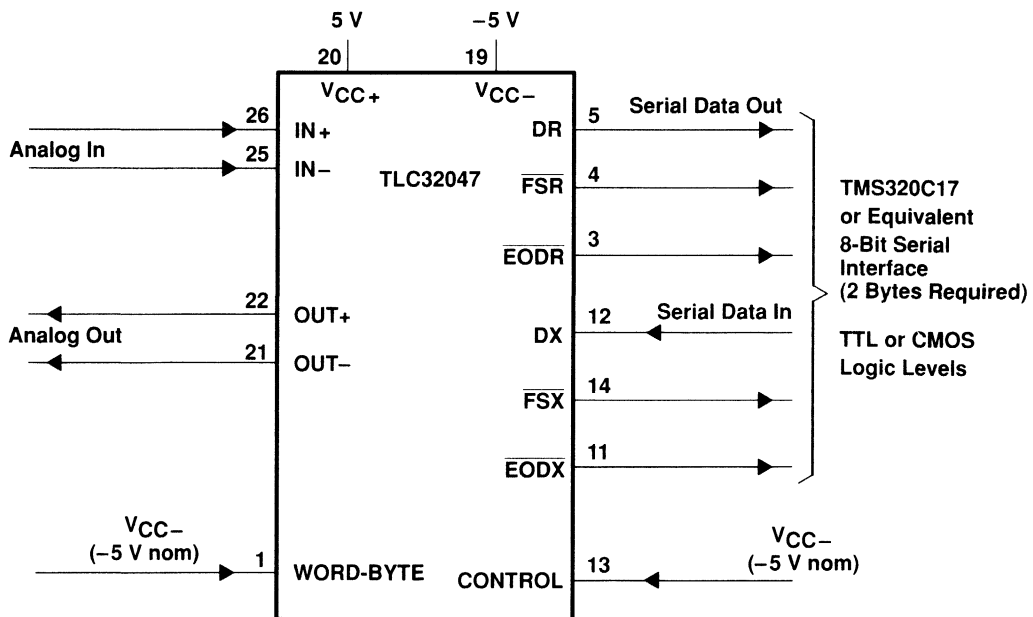 5 V
−5 V
20
19
VCC+
VCC−
26
IN+
Analog In
25
IN−
TLC32047
DR
5
Serial Data Out
FSR
4
EODR
3
TMS320C17
or Equivalent
8-Bit Serial
Interface
(2 Bytes Required)
TTL or CMOS
Logic Levels
22
OUT+
Analog Out
21
OUT−
DX
12
Serial Data In
FSX
14
EODX
11
VCC−
(−5 V nom)
1
WORD-BYTE
CONTROL
13
VCC−
(−5 V nom)